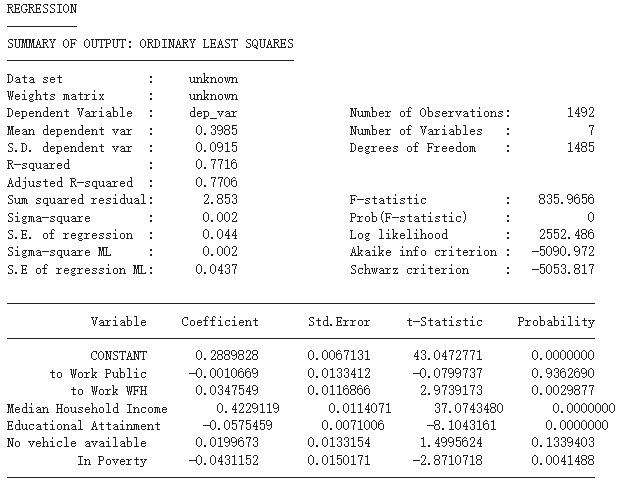 REGRESSION
SUMMARY OF OUTPUT: ORDINARY LEAST SQUARES
Data set : unknown
Weights matrix : unknown
Dependent Variable : dep_var Number of Observations: 1492
Mean dependent var : 0.3985 Number of Variables : 7
S.D. dependent var : 0.0915 Degrees of Freedom : 1485
R-squared : 0.7716
Adjusted R-squared : 0.7706
Sum squared residual: 2.853 F-statistic : 835.9656
Sigma-square : 0.002 Prob(F-statistic) : 0
S.E. of regression : 0.044 Log likelihood : 2552.486
Sigma-square ML : 0.002 Akaike info criterion : -5090.972
S.E of regression ML: 0.0437 Schwarz criterion : -5053.817
Variable Coefficient Std.Error t-Statistic Probability
CONSTANT 0.2889828 0.0067131 43.0472771 0.0000000
to Work Public -0.0010669 0.0133412 -0.0799737 0.9362690
to Work WFH 0.0347549 0.0116866 2.9739173 0.0029877
Median Household Income 0.4229119 0.0114071 37.0743480 0.0000000
Educational Attainment -0.0575459 0.0071006 -8.1043161 0.0000000
No vehicle available 0.0199673 0.0133154 1.4995624 0.1339403
In Poverty -0.0431152 0.0150171 -2.8710718 0.0041488